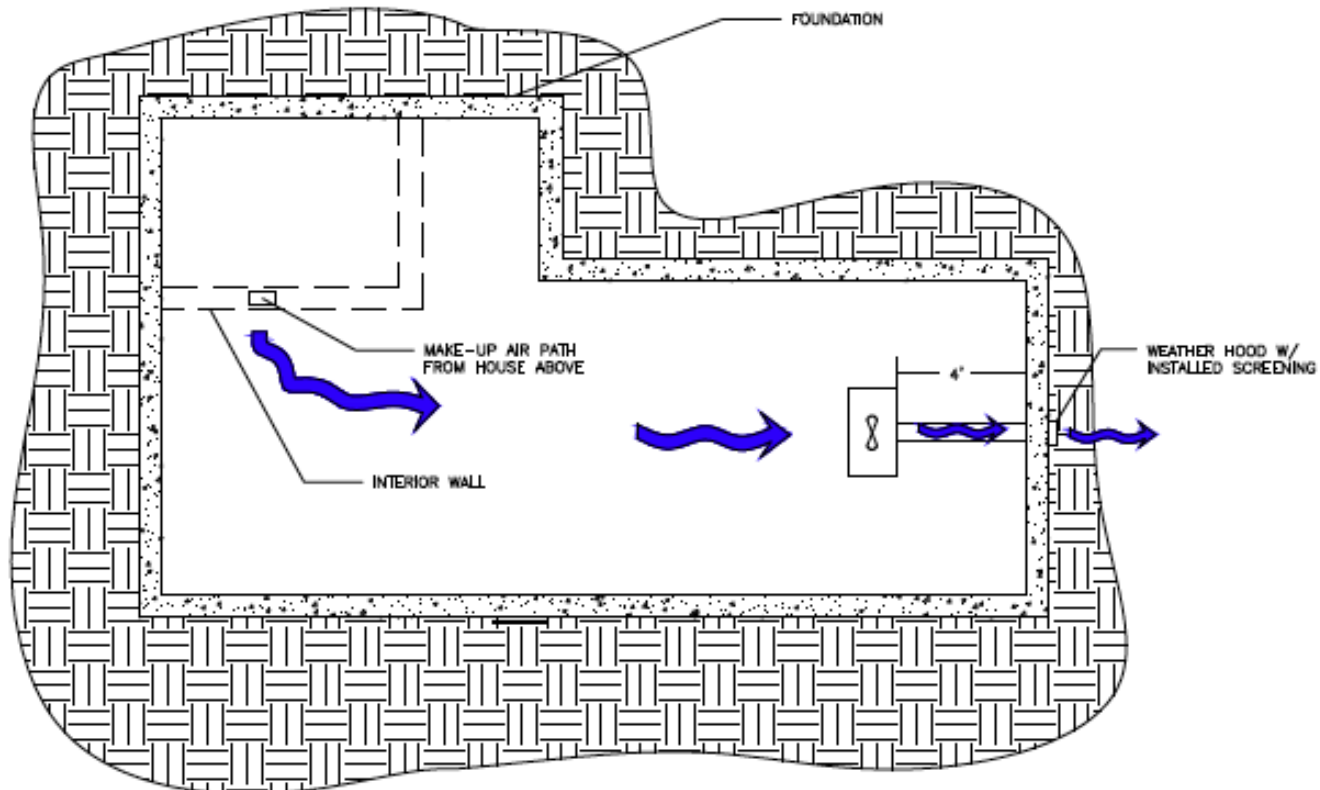 FOUNDATION
MAKE-UP AIR PATH
FROM HOUSE ABOVE
WEATHER HOOD W/
INSTALLED SCREENING
4'
INTERIOR WALL